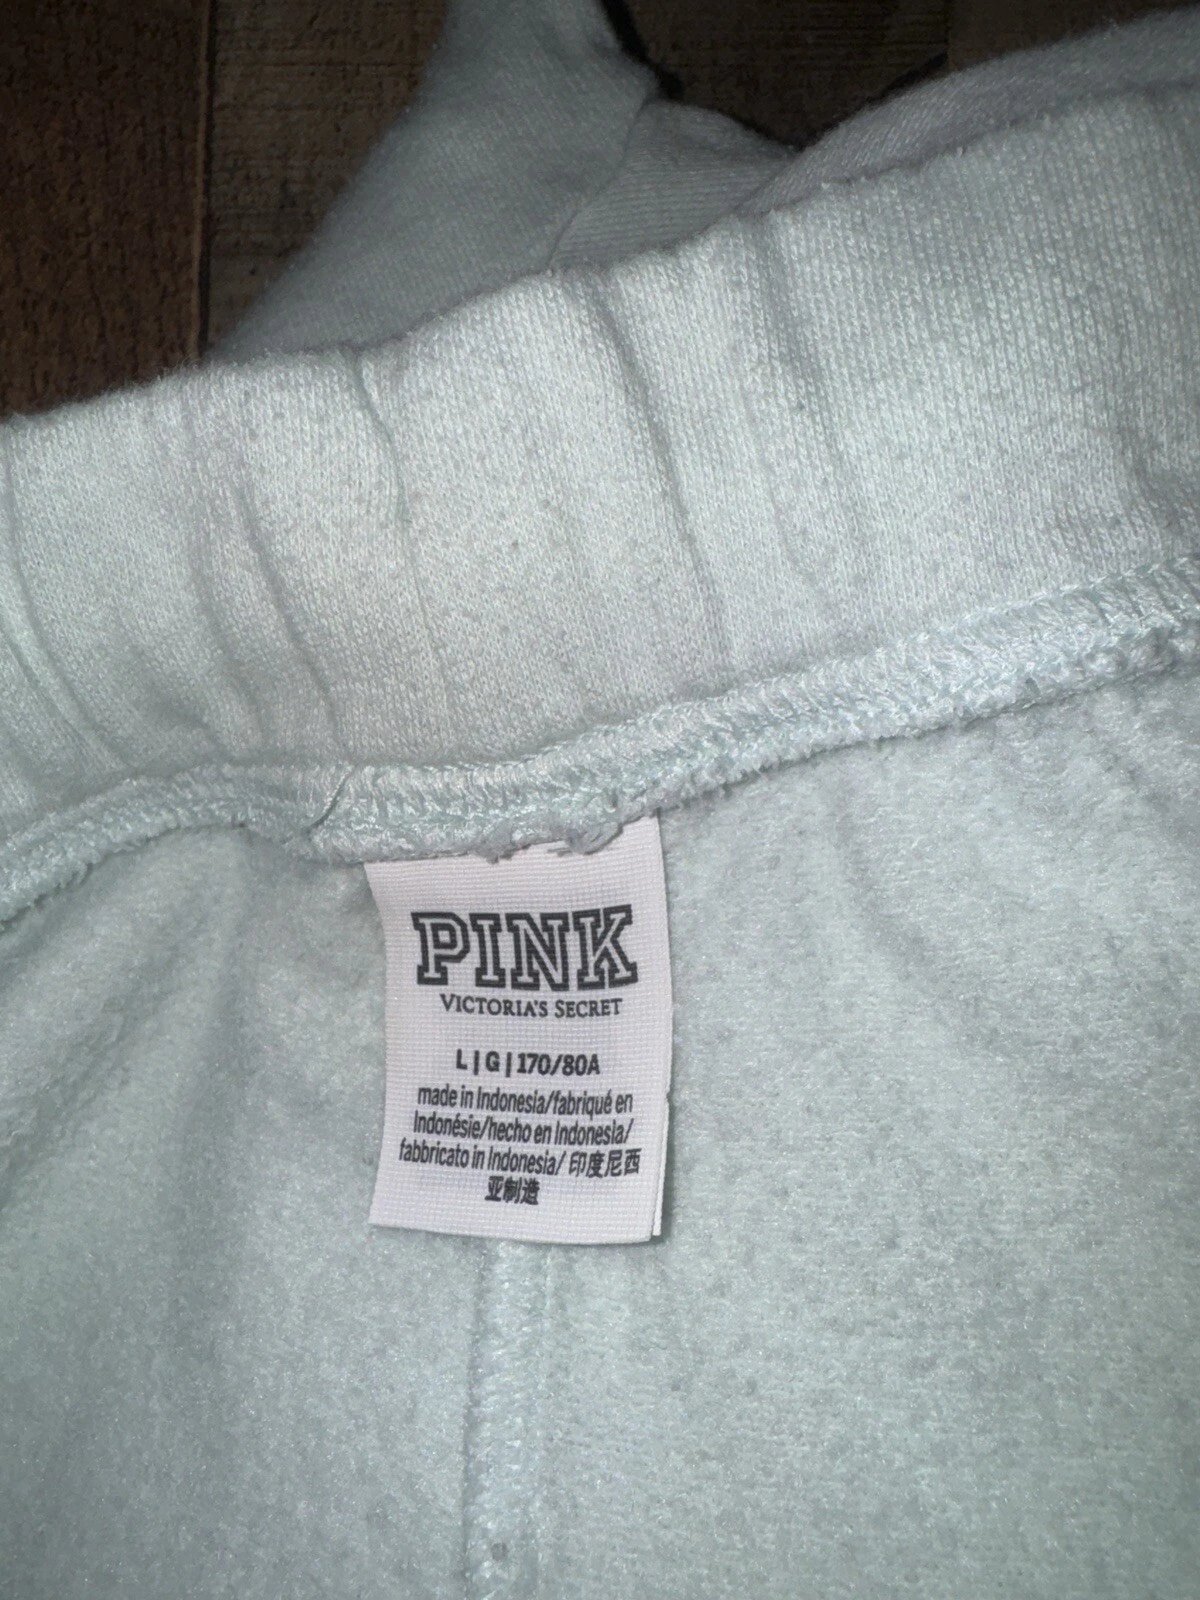 PINK
VICTORIA'S SECRET
L | G | 170/80A
made in Indonesia/fabriqué en
Indonésie/hecho en Indonesia/
fabbricato in Indonesia/ 印度尼西
亚制造